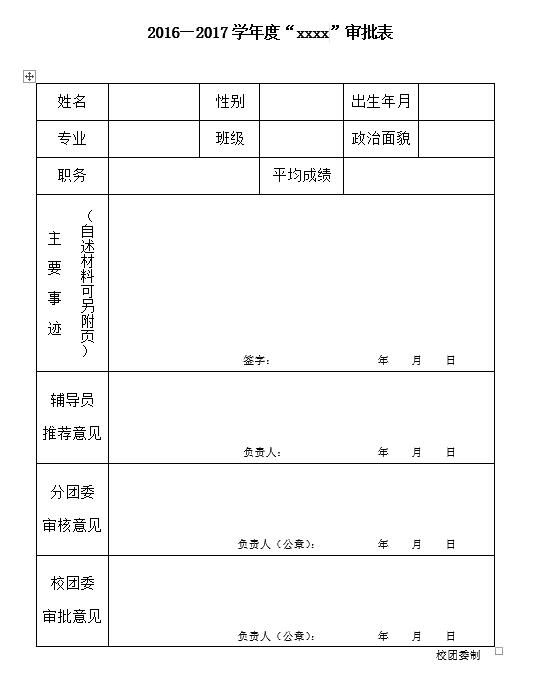 2016—2017学年度“xxxx”审批表
姓名 性别 出生年月
专业 班级 政治面貌
职务 平均成绩
主要事迹
（自述材料可另附页）
签字： 年 月 日
辅导员
推荐意见
负责人： 年 月 日
分团委
审核意见
负责人（公章）： 年 月 日
校团委
审批意见
负责人（公章）： 年 月 日
校团委制